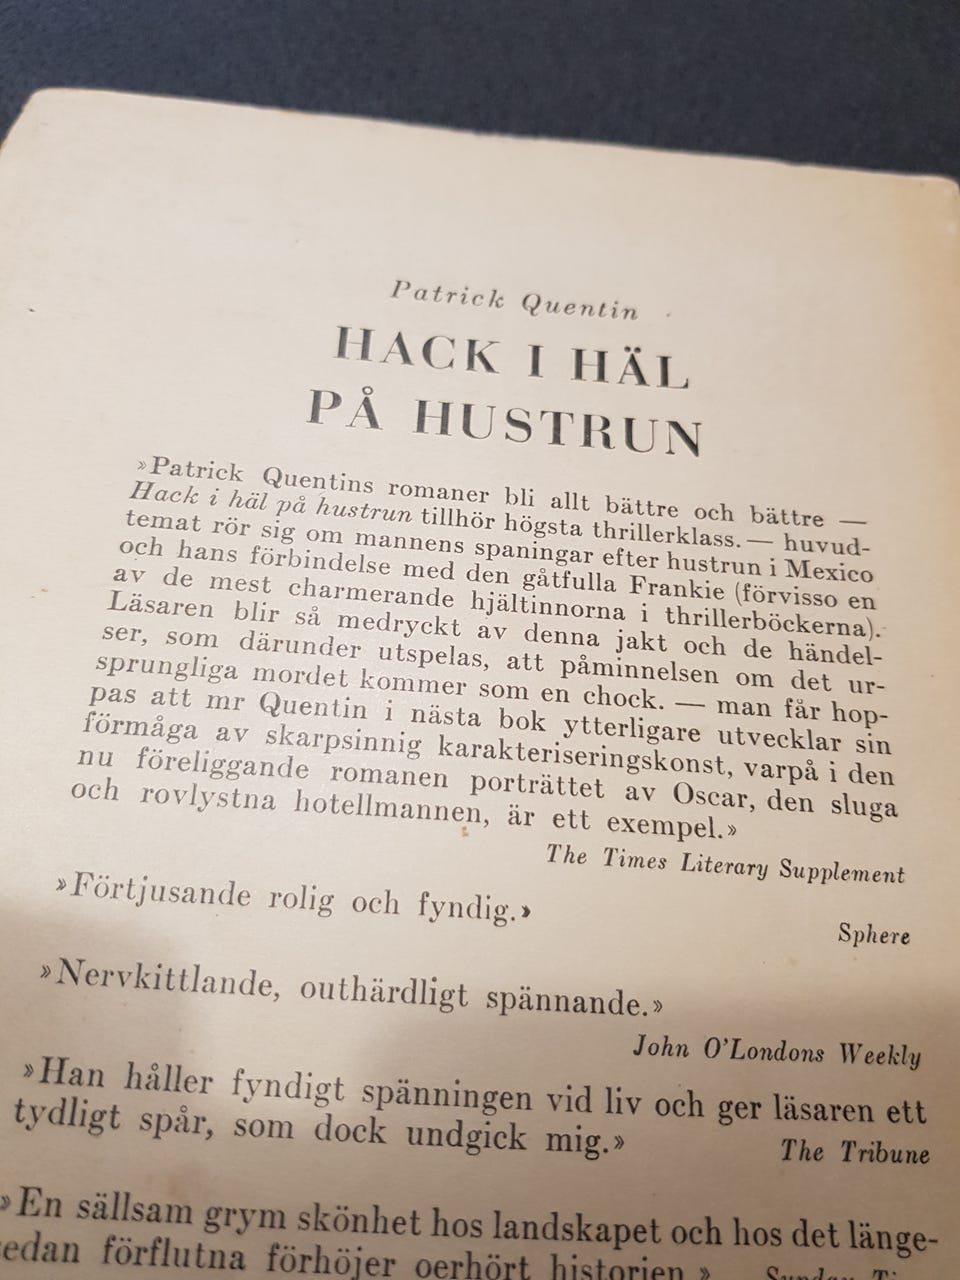 Patrick Quentin
HACK I HÄL
PÅ HUSTRUN
»Patrick Quentins romaner bli allt bättre och bättre —
Hack i häl på hustrun tillhör högsta thrillerklass. — huvud-
temat rör sig om mannens spaningar efter hustrun i Mexico
och hans förbindelse med den gåtfulla Frankie (förvisso en
av de mest charmerande hjältinnorna i thrillerböckerna).
Läsaren blir så medryckt av denna jakt och de händel-
ser, som därunder utspelas, att påminnelsen om det ur-
sprungliga mordet kommer som en chock. — man får hop-
pas att mr Quentin i nästa bok ytterligare utvecklar sin
förmåga av skarpsinnig karakteriseringskonst, varpå i den
nu föreliggande romanen porträttet av Oscar, den sluga
och rovlystna hotellmannen, är ett exempel.»
The Times Literary Supplement
»Förtjusande rolig och fyndig.»
Sphere
»Nervkittlande, outhärdligt spännande.»
John O'Londons Weekly
»Han håller fyndigt spänningen vid liv och ger läsaren ett
tydligt spår, som dock undgick mig.» The Tribune
»En sällsam grym skönhet hos landskapet och hos det länge-
sedan förflutna förhöjer oerhört historien.» Sunday